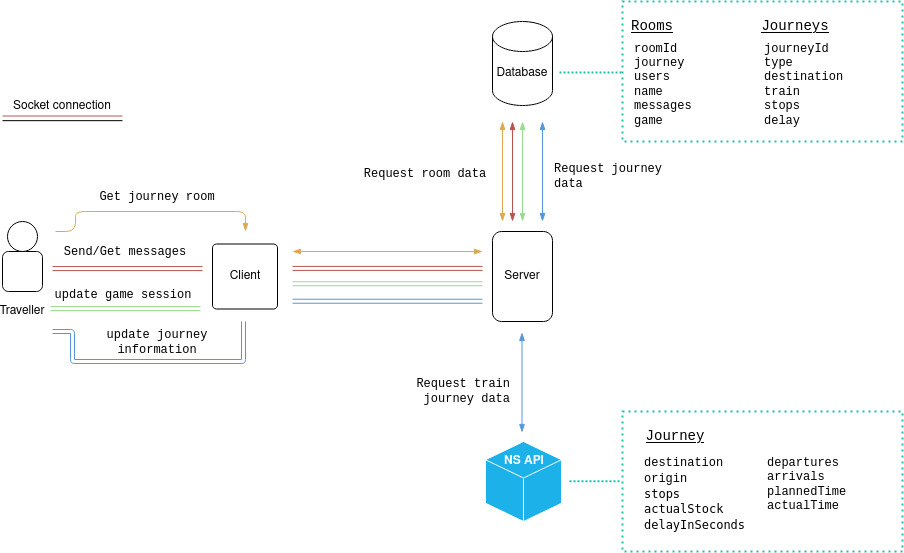 Rooms
roomId
journey
users
name
messages
game
Journeys
journeyId
type
destination
train
stops
delay
Database
Socket connection
Request room data
Request journey
data
Get journey room
Send/Get messages
Client
Server
update game session
Traveller
update journey
information
Request train
journey data
NS API
Journey
destination
origin
stops
actualStock
delayInSeconds
departures
arrivals
plannedTime
actualTime